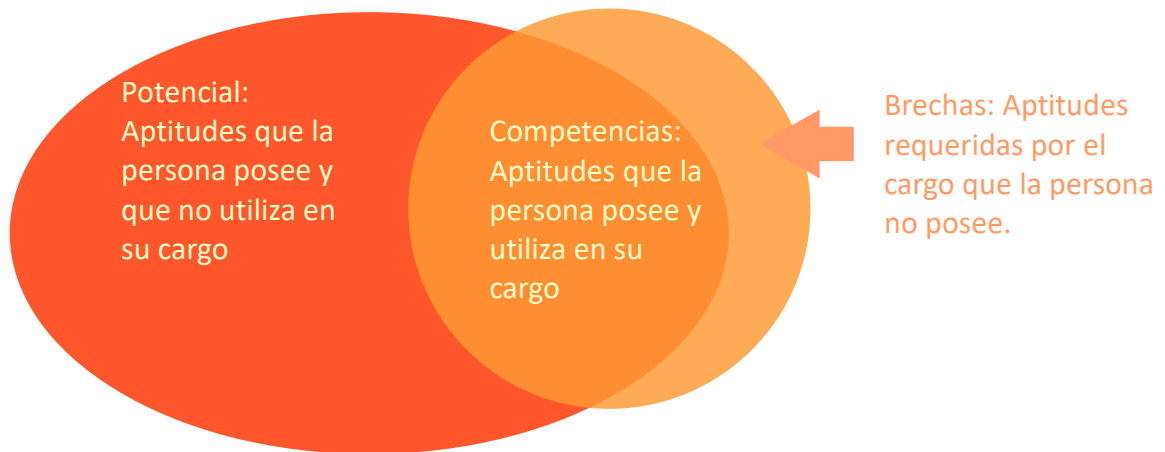 Potencial:
Aptitudes que la
persona posee y
que no utiliza en
su cargo
Competencias:
Aptitudes que la
persona posee y
utiliza en su
cargo
Brechas: Aptitudes
requeridas por el
cargo que la persona
no posee.